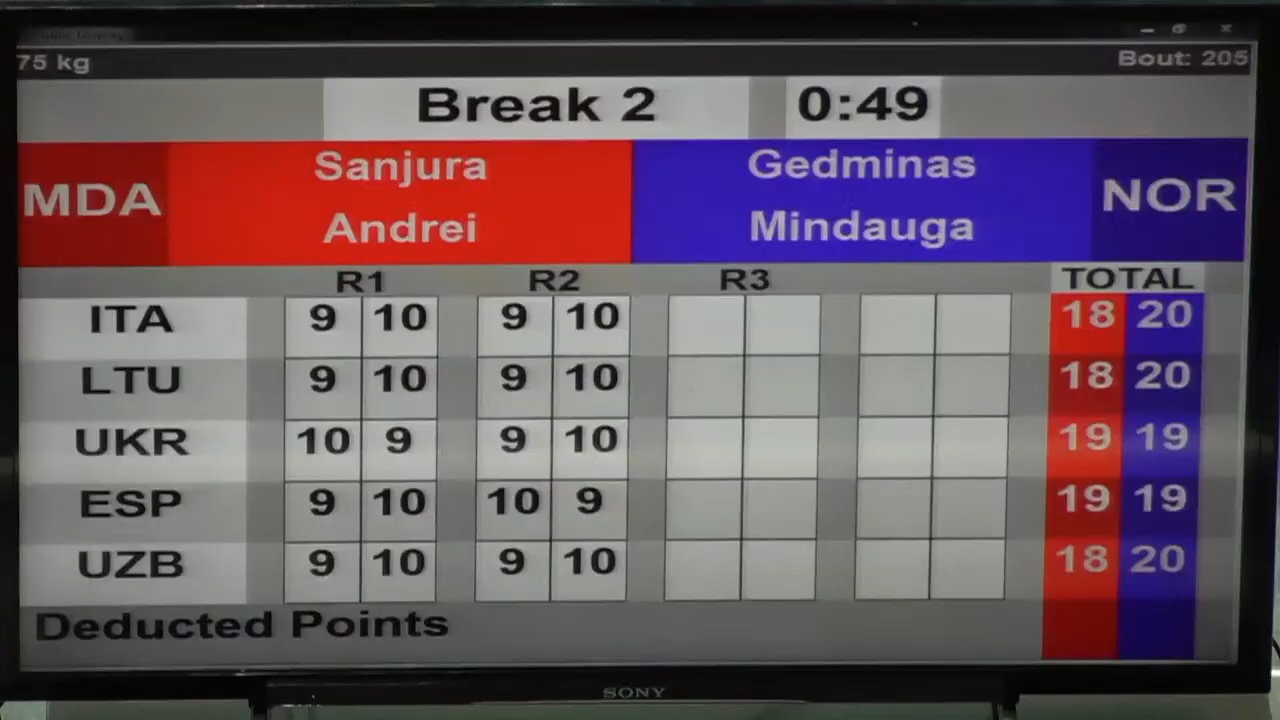 75 kg Bout: 205
Break 2 0:49
MDA Sanjura Andrei Gedminas Mindauga NOR
R1 R2 R3 TOTAL
ITA 9 10 9 10 18 20
LTU 9 10 9 10 18 20
UKR 10 9 9 10 19 19
ESP 9 10 10 9 19 19
UZB 9 10 9 10 18 20
Deducted Points
SONY